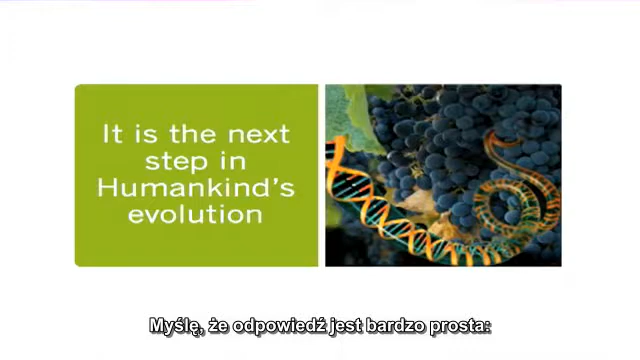 It is the next
step in
Humankind's
evolution
Myślę, że odpowiedź jest bardzo prosta: